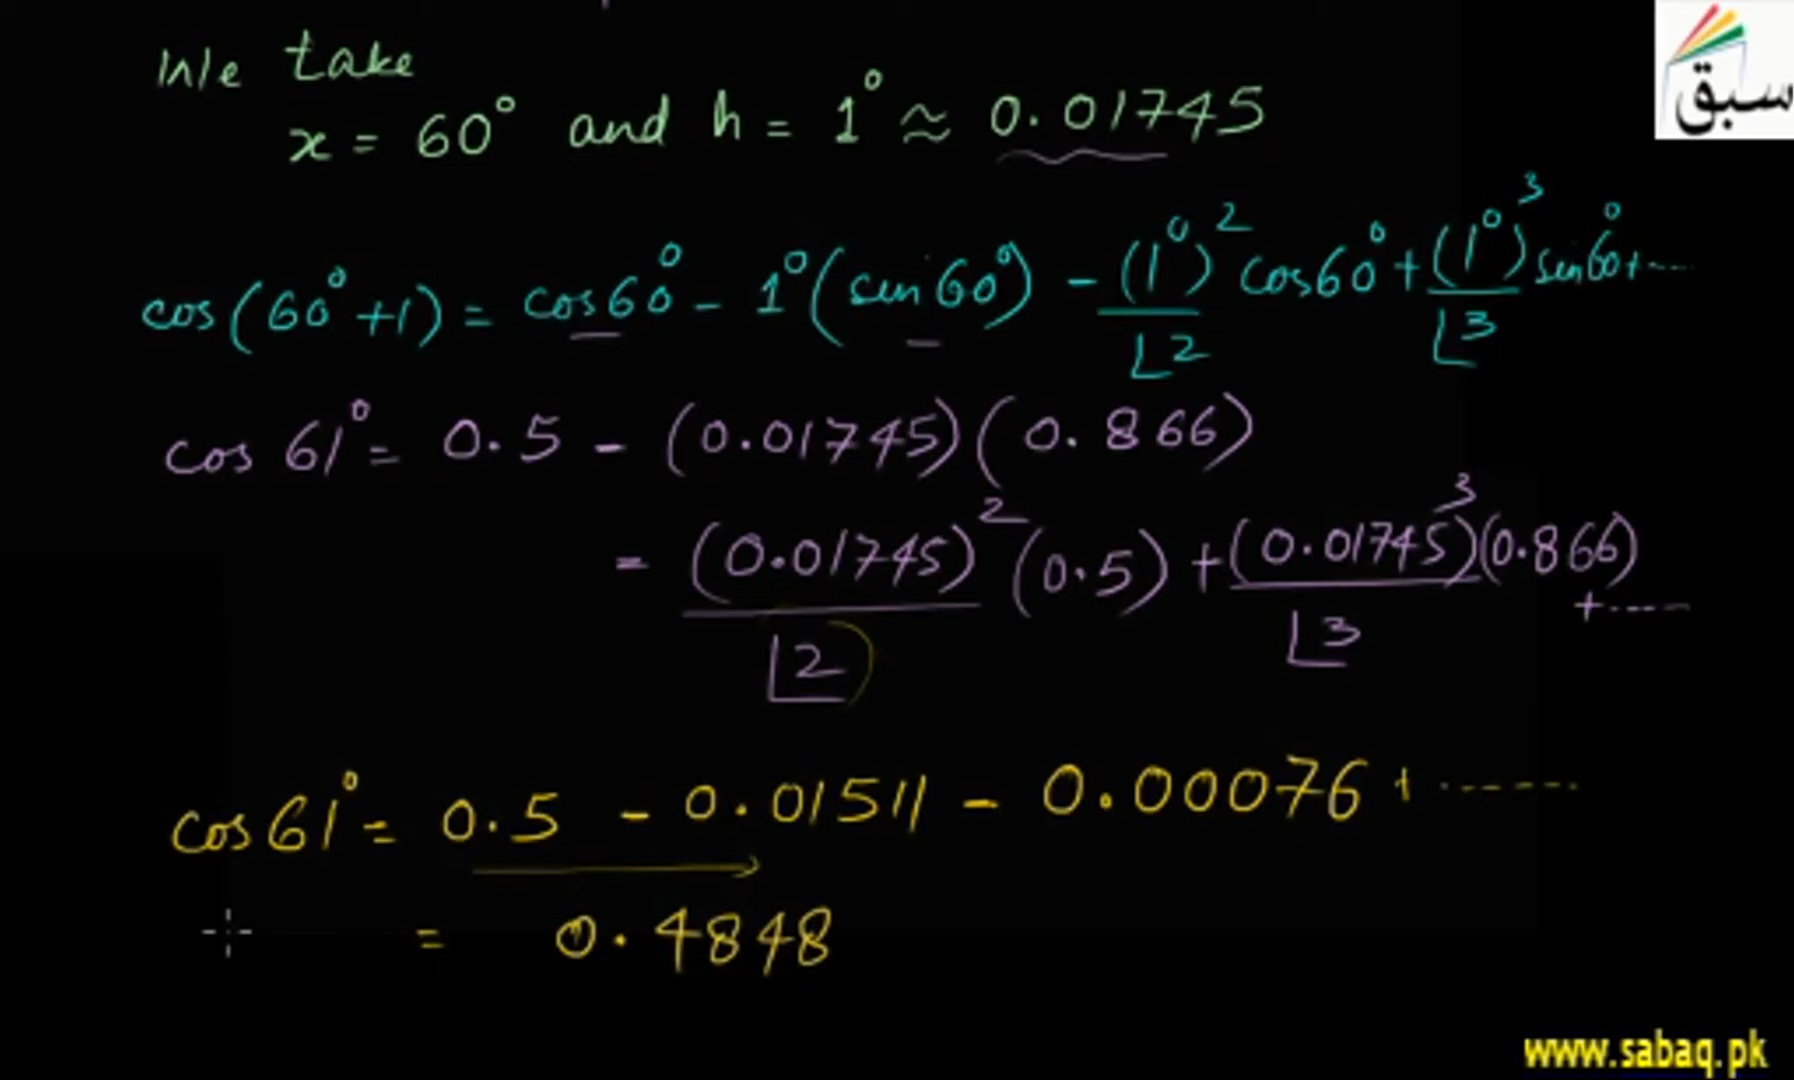 We take
سبق
x = 60° and h = 1° ≈ 0.01745
cos(60°+1) = cos60° - 1°(sin60°) - (1°)²/⌊2 cos60° + (1°)³/⌊3 sin60° + ....
cos 61° = 0.5 - (0.01745)(0.866)
- (0.01745)²/⌊2 (0.5) + (0.01745)³/⌊3 (0.866) + ....
cos61° = 0.5 - 0.01511 - 0.00076 + ......
= 0.4848
www.sabaq.pk